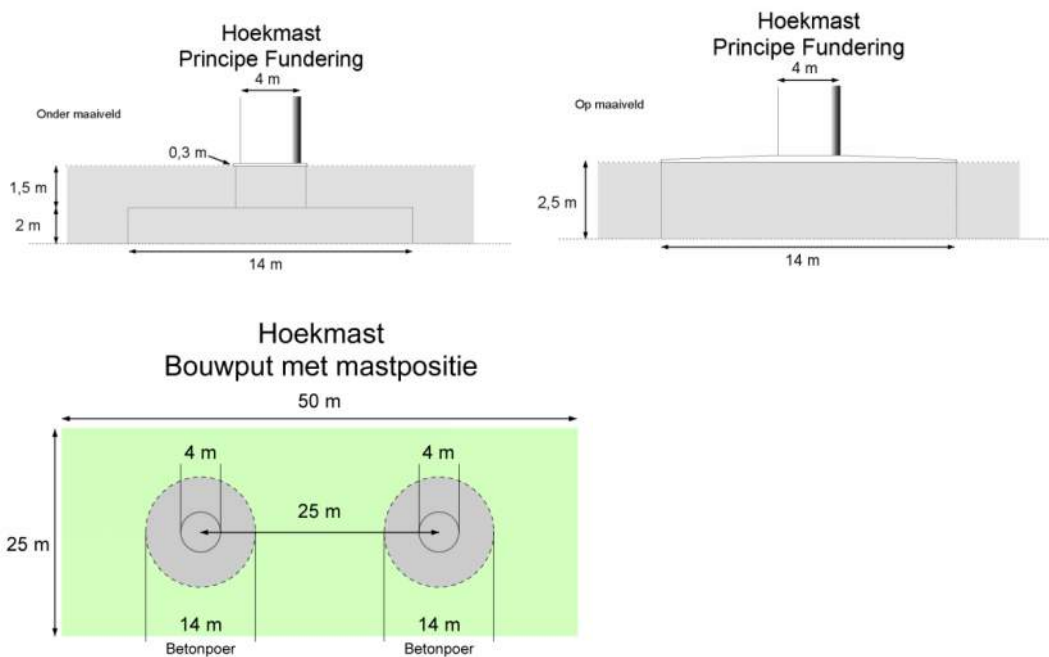 Hoekmast
Principe Fundering
4 m
Onder maaiveld
0,3 m
1,5 m
2 m
14 m
Hoekmast
Principe Fundering
4 m
Op maaiveld
2,5 m
14 m
Hoekmast
Bouwput met mastpositie
50 m
4 m 4 m
25 m
25 m
14 m 14 m
Betonpoer Betonpoer